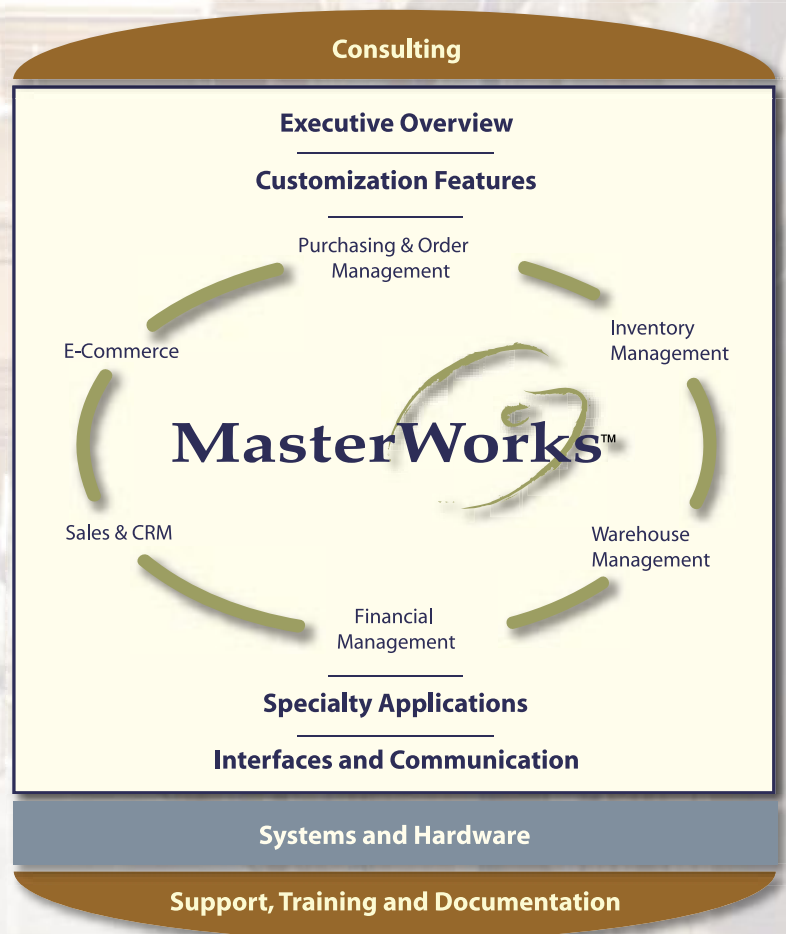 Consulting
Executive Overview
Customization Features
Purchasing & Order
Management
Inventory
Management
E-Commerce
MasterWorks™
Sales & CRM
Warehouse
Management
Financial
Management
Specialty Applications
Interfaces and Communication
Systems and Hardware
Support, Training and Documentation